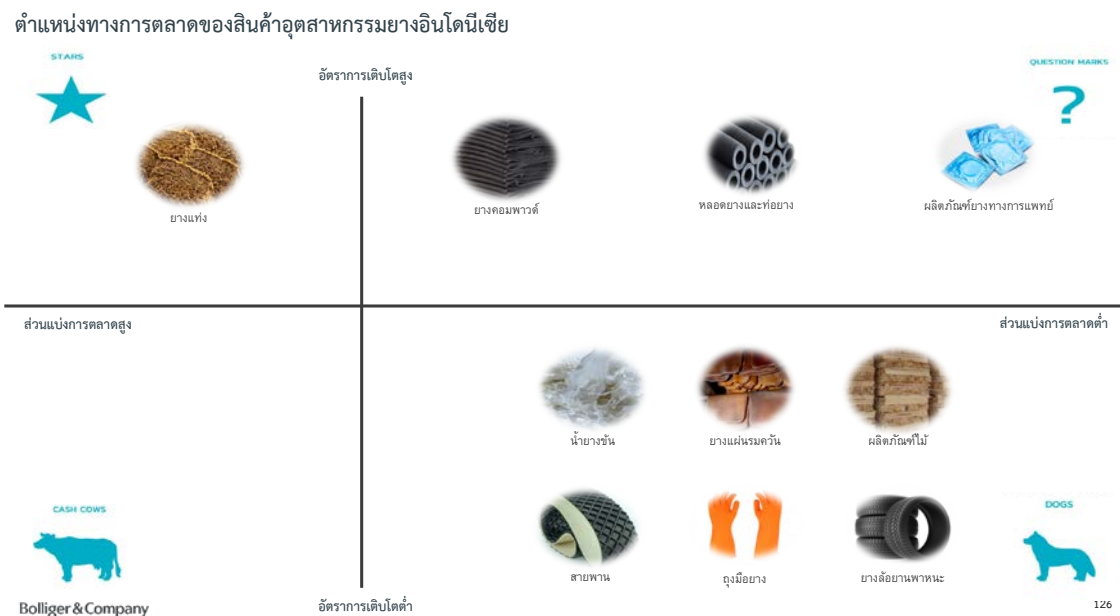 ตำแหน่งทางการตลาดของสินค้าอุตสาหกรรมยางอินโดนีเซีย
STARS
QUESTION MARKS
อัตราการเติบโตสูง
?
ยางแท่ง
ยางคอมพาวด์
หลอดยางและท่อยาง
ผลิตภัณฑ์ยางทางการแพทย์
ส่วนแบ่งการตลาดสูง
ส่วนแบ่งการตลาดต่ำ
น้ำยางข้น
ยางแผ่นรมควัน
ผลิตภัณฑ์ไม้
CASH COWS
DOGS
สายพาน
ถุงมือยาง
ยางล้อยานพาหนะ
Bolliger & Company
อัตราการเติบโตต่ำ
126